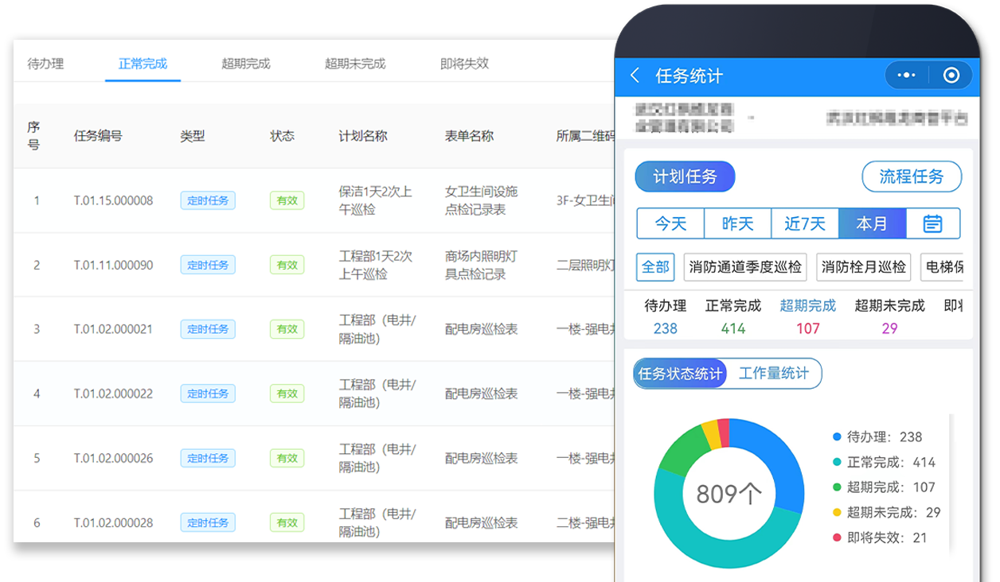 待办理 正常完成 超期完成 超期未完成 即将失效
序
号
任务编号 类型 状态 计划名称 表单名称 所属二维码
1 T.01.15.000008 定时任务 有效 保洁1天2次上 女卫生间设施 3F-女卫生间
午巡检 点检记录表
2 T.01.11.000090 定时任务 有效 工程部1天2次 商场内照明灯 二层照明灯
上午巡检 具点检记录
3 T.01.02.000021 定时任务 有效 工程部（电井/ 配电房巡检表 一楼-强电井
隔油池)
4 T.01.02.000022 定时任务 有效 工程部（电井/ 配电房巡检表 一楼-强电井
隔油池)
5 T.01.02.000026 定时任务 有效 工程部（电井/ 配电房巡检表 一楼-强电井
隔油池)
6 T.01.02.000028 定时任务 有效 工程部（电井/ 配电房巡检表 二楼-强电井
隔油池)
任务统计
-
计划任务 流程任务
今天 昨天 近7天 本月
全部 消防通道季度巡检 消防栓月巡检 电梯保
待办理 正常完成 超期完成 超期未完成 即将
238 414 107 29
任务状态统计 工作量统计
809个
待办理：238
正常完成：414
超期完成：107
超期未完成：29
即将失效：21